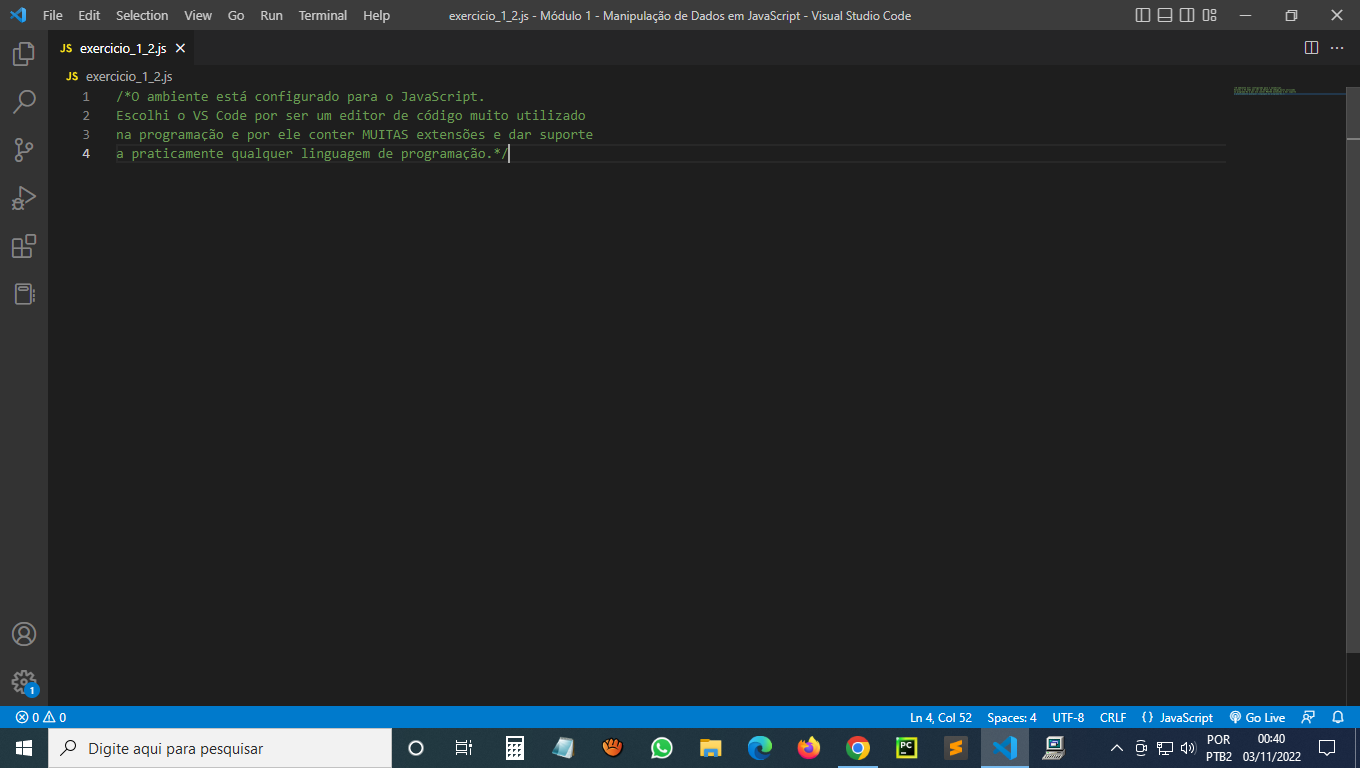 File Edit Selection View Go Run Terminal Help exercicio_1_2.js - Módulo 1 - Manipulação de Dados em JavaScript - Visual Studio Code
JS exercicio_1_2.js
JS exercicio_1_2.js
1 /*O ambiente está configurado para o JavaScript.
2 Escolhi o VS Code por ser um editor de código muito utilizado
3 na programação e por ele conter MUITAS extensões e dar suporte
4 a praticamente qualquer linguagem de programação.*/
1
0 0 Ln 4, Col 52 Spaces: 4 UTF-8 CRLF {} JavaScript Go Live
Digite aqui para pesquisar
PC
POR
PTB2
00:40
03/11/2022